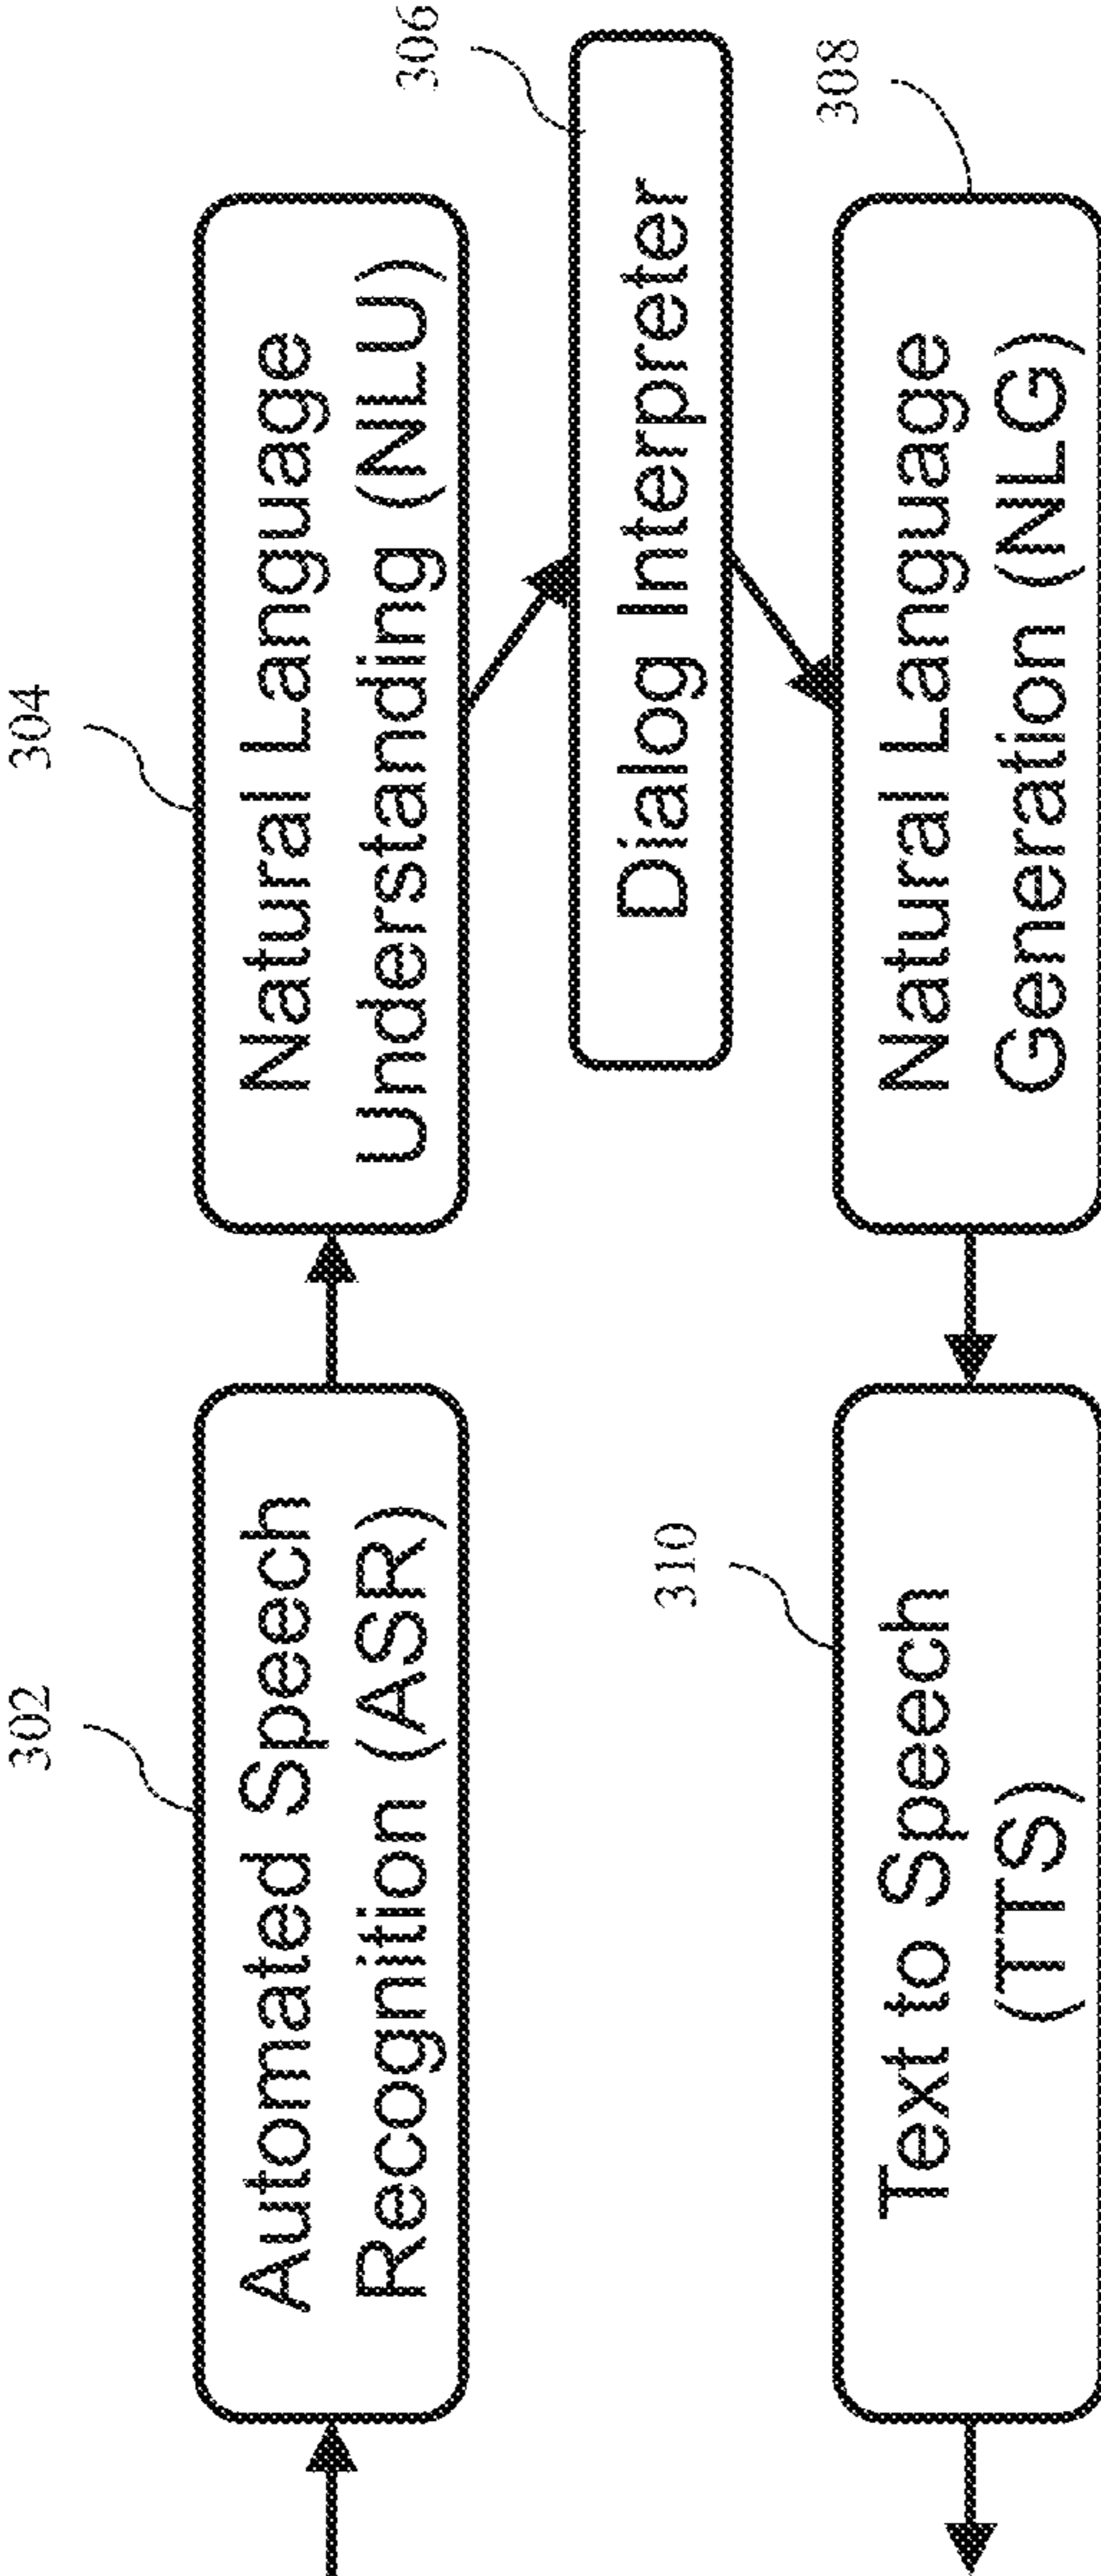 302
Automated Speech
Recognition (ASR)
304
Natural Language
Understanding (NLU)
306
Dialog Interpreter
308
Natural Language
Generation (NLG)
310
Text to Speech
(TTS)